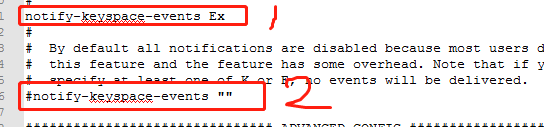 #
1 notify-keyspace-events Ex 1
#
# By default all notifications are disabled because most users d
# this feature and the feature has some overhead. Note that if y
# specify at least one of K or E, no events will be delivered.
6 #notify-keyspace-events "" 2